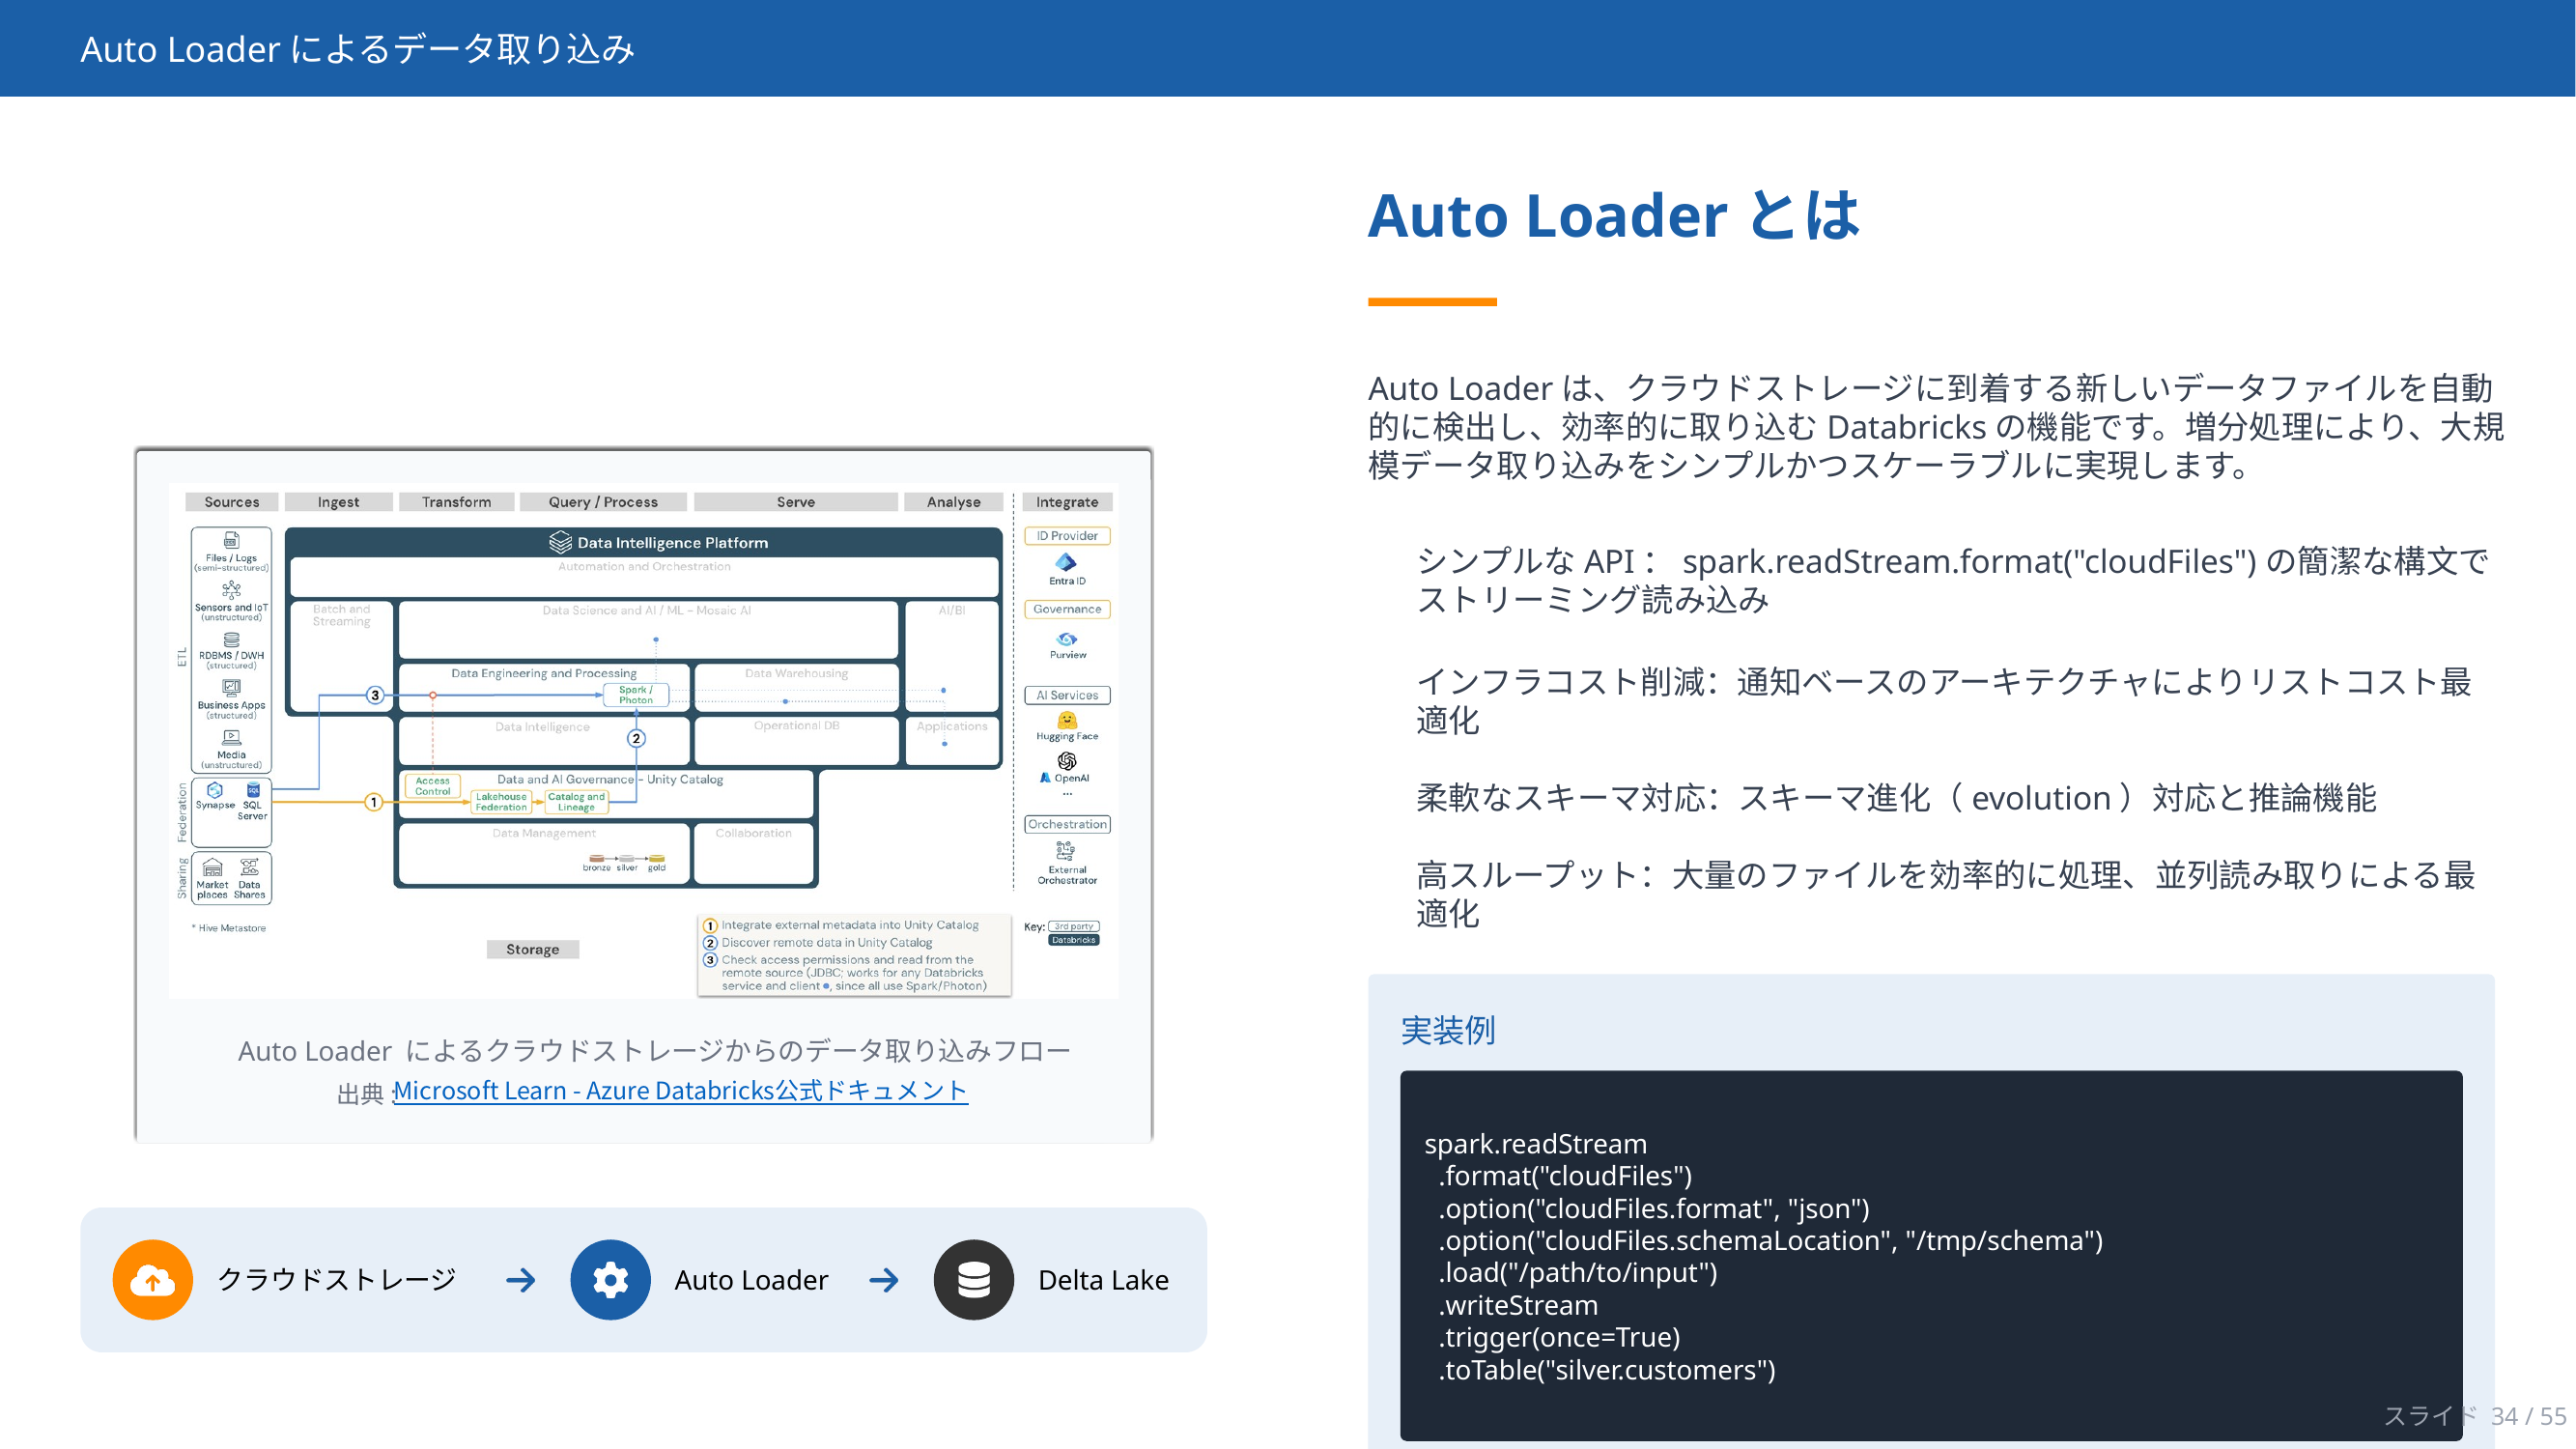 Auto Loader によるデータ取り込み
Sources
Ingest
Transform
Query / Process
Serve
Analyse
Integrate
ETL
Files / Logs
(semi-structured)
Sensors and IoT
(unstructured)
RDBMS / DWH
(structured)
Business Apps
(structured)
Media
(unstructured)
Federation
Synapse
SQL
Server
Sharing
Market
places
Data
Shares
* Hive Metastore
Data Intelligence Platform
Automation and Orchestration
Batch and
Streaming
Data Science and AI / ML - Mosaic AI
AI/BI
Data Engineering and Processing
Spark /
Photon
Data Warehousing
3
Data Intelligence
2
Operational DB
Applications
Access
Control
Data and AI Governance - Unity Catalog
1
Lakehouse
Federation
Catalog and
Lineage
Data Management
bronze silver gold
Collaboration
Storage
ID Provider
Entra ID
Governance
Purview
AI Services
Hugging Face
OpenAI
...
Orchestration
External
Orchestrator
1 Integrate external metadata into Unity Catalog
2 Discover remote data in Unity Catalog
3 Check access permissions and read from the
remote source (JDBC; works for any Databricks
service and client , since all use Spark/Photon)
Key: 3rd party
Databricks
Auto Loader によるクラウドストレージからのデータ取り込みフロー
出典:Microsoft Learn - Azure Databricks公式ドキュメント
クラウドストレージ
Auto Loader
Delta Lake
Auto Loader とは
Auto Loader は、クラウドストレージに到着する新しいデータファイルを自動
的に検出し、効率的に取り込む Databricks の機能です。増分処理により、大規
模データ取り込みをシンプルかつスケーラブルに実現します。
シンプルな API： spark.readStream.format("cloudFiles") の簡潔な構文で
ストリーミング読み込み
インフラコスト削減：通知ベースのアーキテクチャによりリストコスト最
適化
柔軟なスキーマ対応：スキーマ進化（ evolution ）対応と推論機能
高スループット：大量のファイルを効率的に処理、並列読み取りによる最
適化
実装例
spark.readStream
.format("cloudFiles")
.option("cloudFiles.format", "json")
.option("cloudFiles.schemaLocation", "/tmp/schema")
.load("/path/to/input")
.writeStream
.trigger(once=True)
.toTable("silver.customers")
スライド 34 / 55